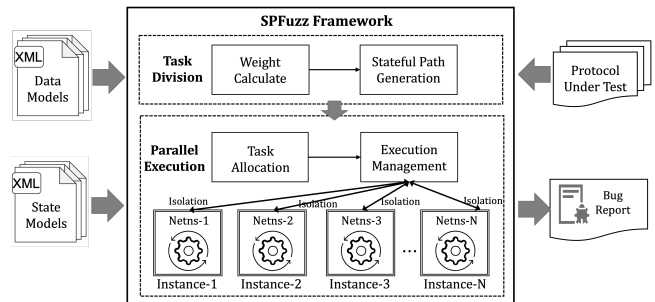 SPFuzz Framework
XML
Data
Models
Task
Division
Weight
Calculate
Stateful Path
Generation
Protocol
Under Test
XML
State
Models
Parallel
Execution
Task
Allocation
Execution
Management
Isolation
Isolation
Isolation
Isolation
Netns-1
Netns-2
Netns-3
Netns-N
...
Instance-1
Instance-2
Instance-3
Instance-N
Bug
Report